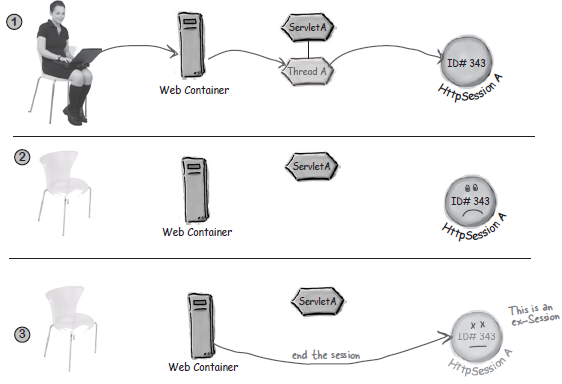 1
ServletA
Thread A
ID# 343
HttpSession A
Web Container
2
ServletA
ID# 343
HttpSession A
Web Container
3
ServletA
This is an
ex-Session
ID# 343
HttpSession A
end the session
Web Container